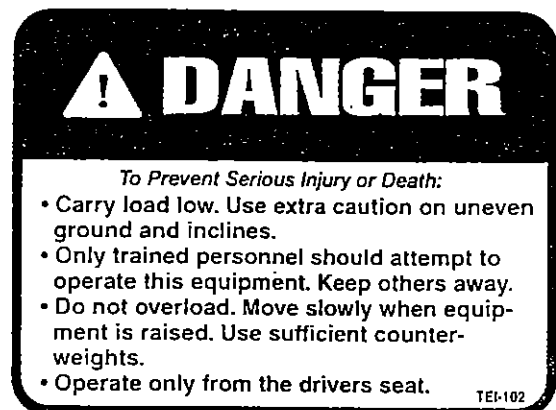 DANGER
To Prevent Serious Injury or Death:
• Carry load low. Use extra caution on uneven
ground and inclines.
• Only trained personnel should attempt to
operate this equipment. Keep others away.
• Do not overload. Move slowly when equip-
ment is raised. Use sufficient counter-
weights.
• Operate only from the drivers seat.
TEI-102